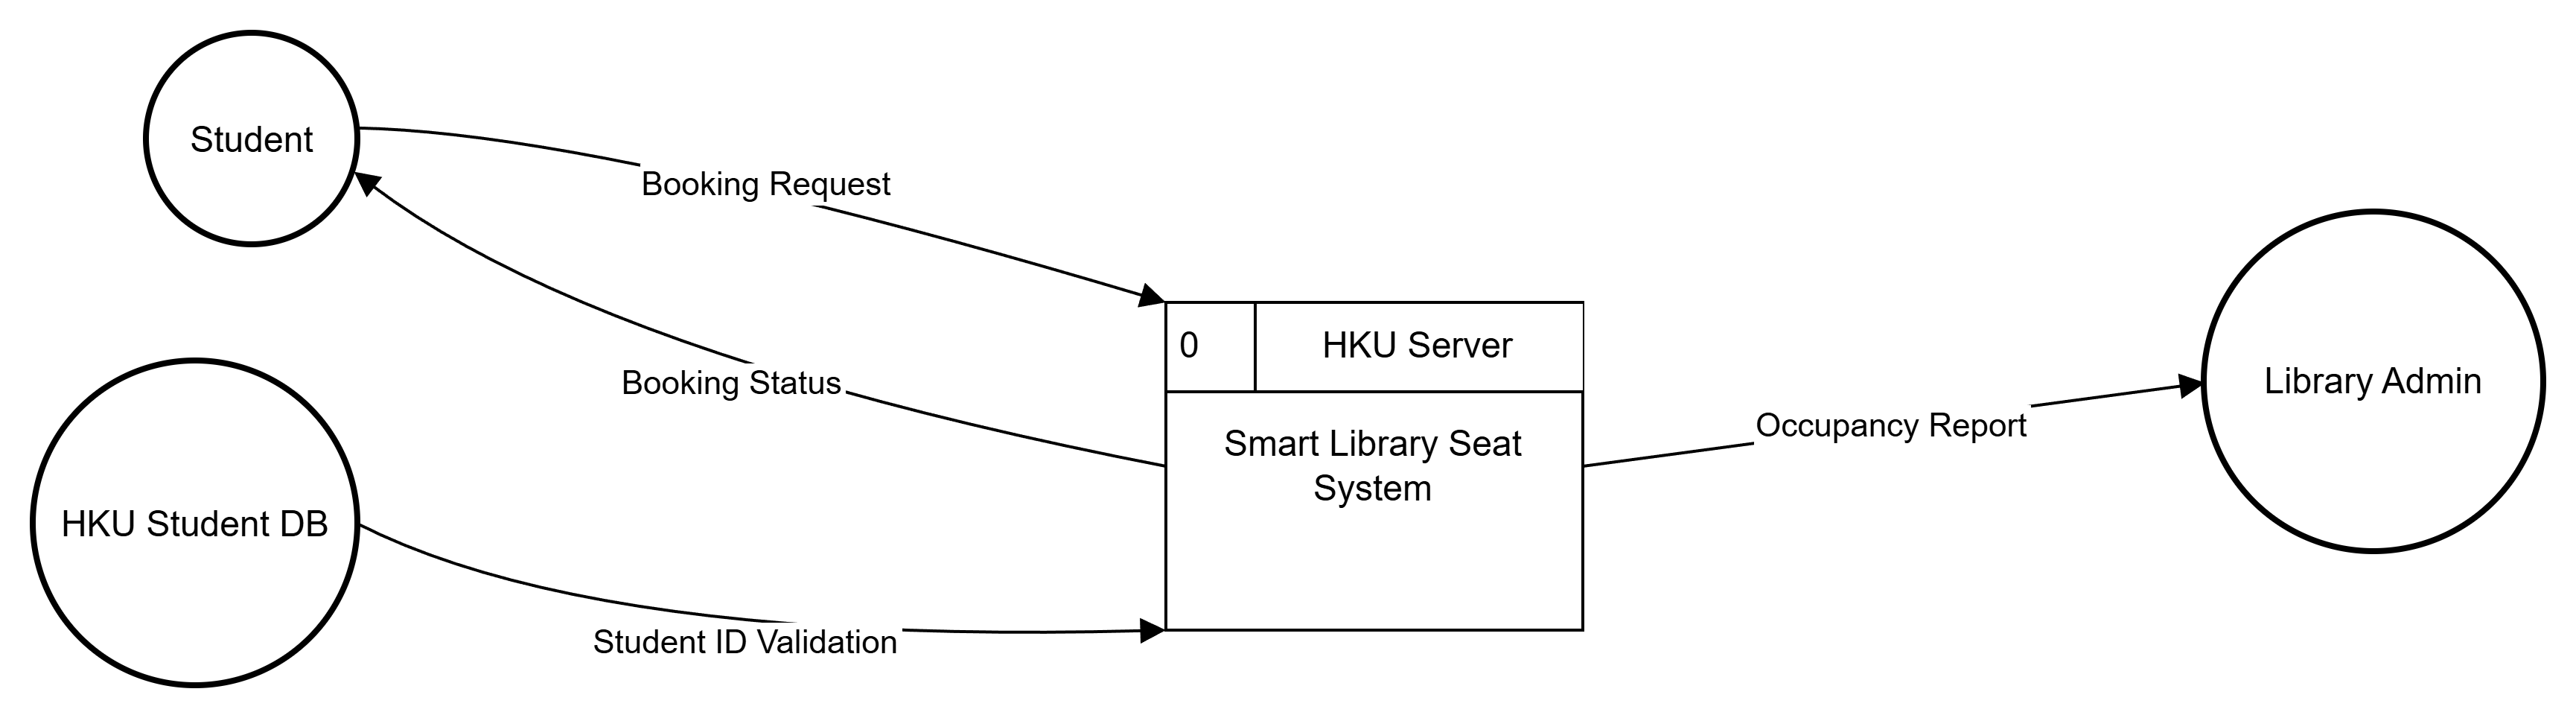 Student
Booking Request
0
HKU Server
Booking Status
Library Admin
Occupancy Report
Smart Library Seat
System
HKU Student DB
Student ID Validation